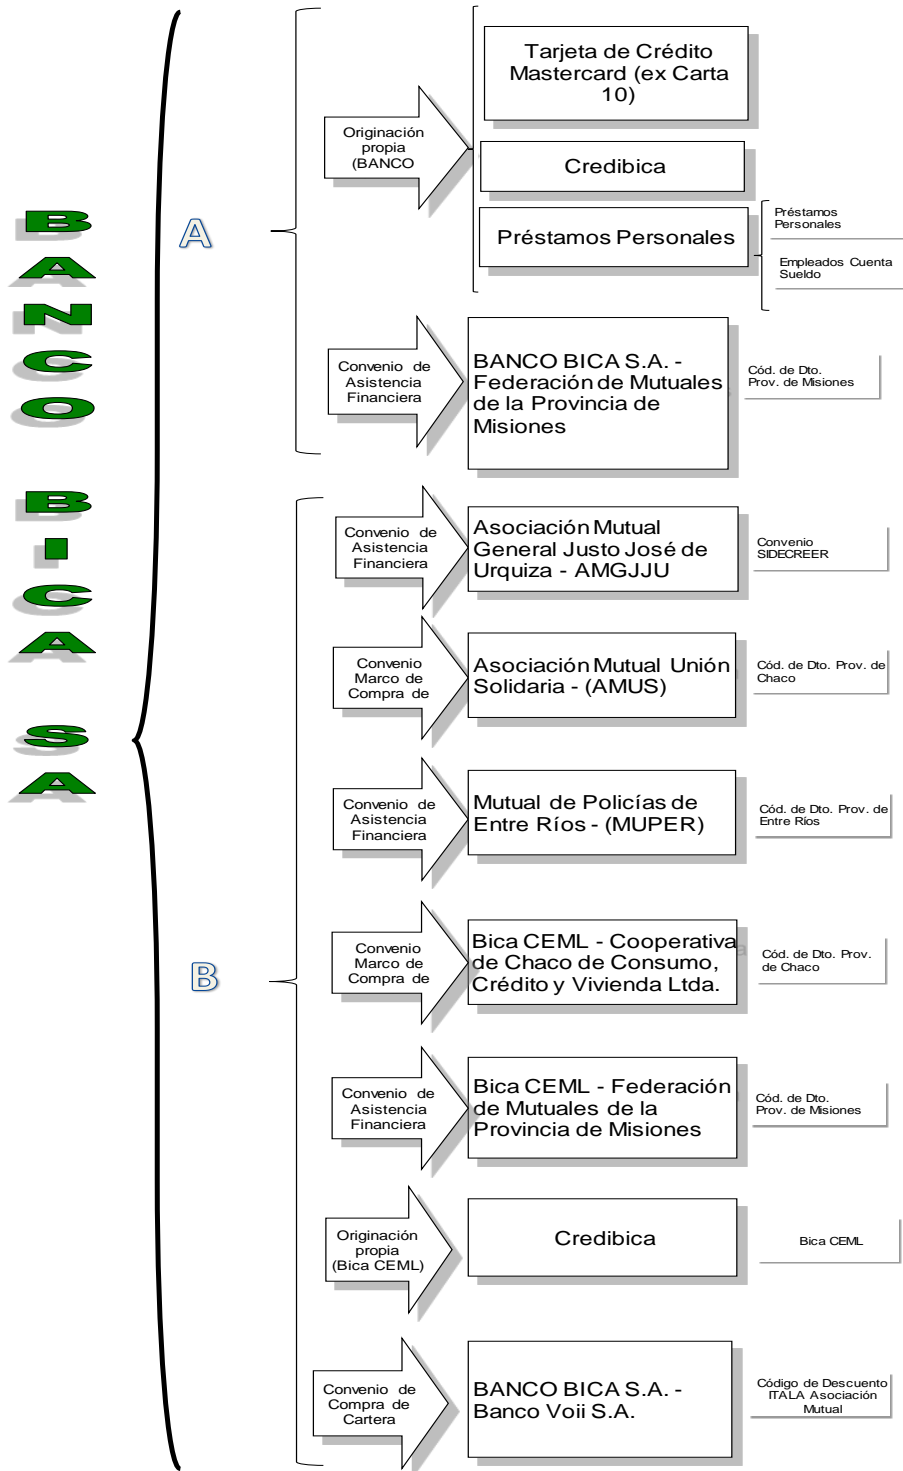 BANCO BICA SA
A
Originación
propia
(BANCO
Tarjeta de Crédito
Mastercard (ex Carta
10)
Credibica
Préstamos Personales
Préstamos
Personales
Empleados Cuenta
Sueldo
Convenio de
Asistencia
Financiera
BANCO BICA S.A. -
Federación de Mutuales
de la Provincia de
Misiones
Cód. de Dto.
Prov. de Misiones
B
Convenio de
Asistencia
Financiera
Asociación Mutual
General Justo José de
Urquiza - AMGJJU
Convenio
SIDECREER
Convenio
Marco de
Compra de
Asociación Mutual Unión
Solidaria - (AMUS)
Cód. de Dto. Prov. de
Chaco
Convenio de
Asistencia
Financiera
Mutual de Policías de
Entre Ríos - (MUPER)
Cód. de Dto. Prov. de
Entre Ríos
Convenio
Marco de
Compra de
Bica CEML - Cooperativa
de Chaco de Consumo,
Crédito y Vivienda Ltda.
Cód. de Dto. Prov.
de Chaco
Convenio de
Asistencia
Financiera
Bica CEML - Federación
de Mutuales de la
Provincia de Misiones
Cód. de Dto.
Prov. de Misiones
Originación
propia
(Bica CEML)
Credibica
Bica CEML
Convenio de
Compra de
Cartera
BANCO BICA S.A. -
Banco Voii S.A.
Código de Descuento
ITALA Asociación
Mutual